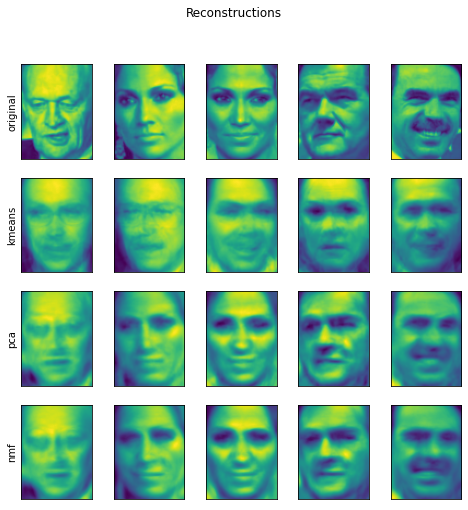 Reconstructions
original
kmeans
pca
nmf